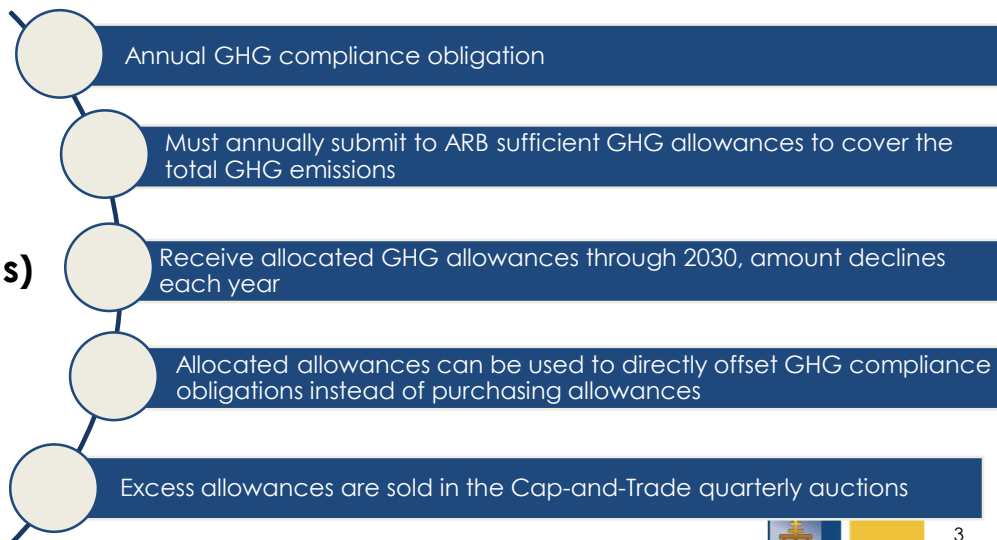 Annual GHG compliance obligation
Must annually submit to ARB sufficient GHG allowances to cover the
total GHG emissions
s)
Receive allocated GHG allowances through 2030, amount declines
each year
Allocated allowances can be used to directly offset GHG compliance
obligations instead of purchasing allowances
Excess allowances are sold in the Cap-and-Trade quarterly auctions
3